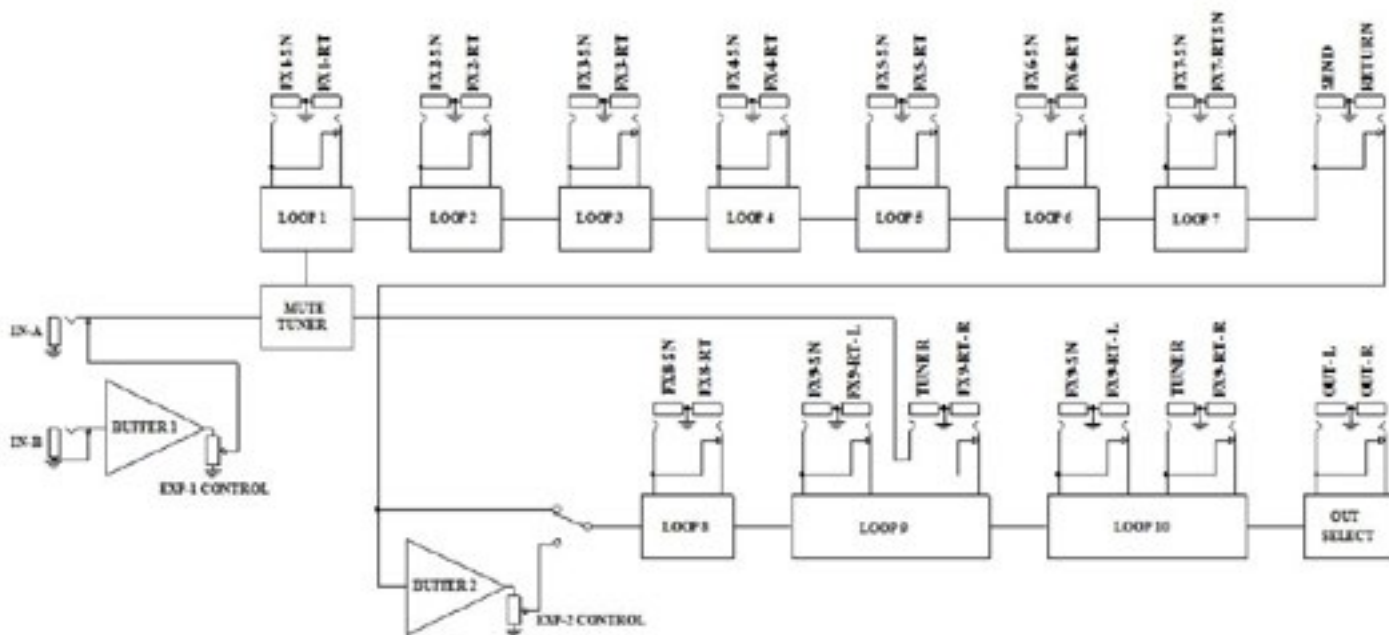 FX1-SN FX1-RT FX2-SN FX2-RT FX3-SN FX3-RT FX4-SN FX4-RT FX5-SN FX5-RT FX6-SN FX6-RT FX7-SN FX7-RTSN SEND RETURN
LOOP 1 LOOP 2 LOOP 3 LOOP 4 LOOP 5 LOOP 6 LOOP 7
MUTE
TUNER
IN-A
FX8-SN FX8-RT FX9-SN FX9-RT-L TUNER FX9-RT-R FX9-SN FX9-RT-L TUNER FX9-RT-R OUT-L OUT-R
IN-B
BUFFER 1
EXP-1 CONTROL
LOOP 8 LOOP 9 LOOP 10 OUT
SELECT
BUFFER 2
EXP-2 CONTROL